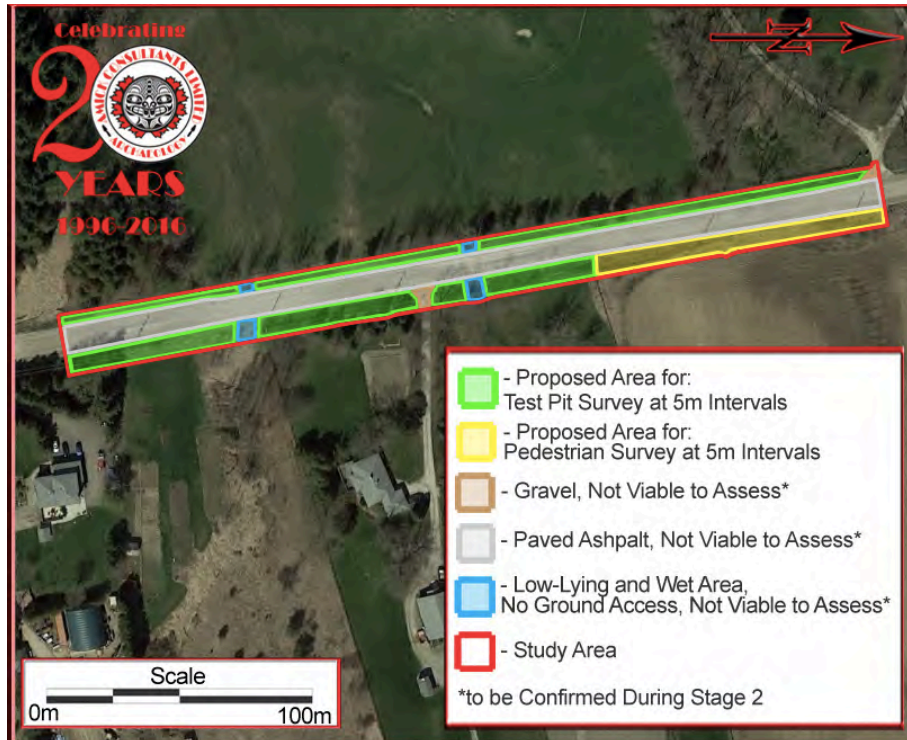 Celebrating
20
AMICK CONSULTANTS LIMITED
ARCHAEOLOGY
YEARS
1996-2016
N
- Proposed Area for:
Test Pit Survey at 5m Intervals
- Proposed Area for:
Pedestrian Survey at 5m Intervals
- Gravel, Not Viable to Assess*
- Paved Ashpalt, Not Viable to Assess*
- Low-Lying and Wet Area,
No Ground Access, Not Viable to Assess*
- Study Area
*to be Confirmed During Stage 2
Scale
0m 100m